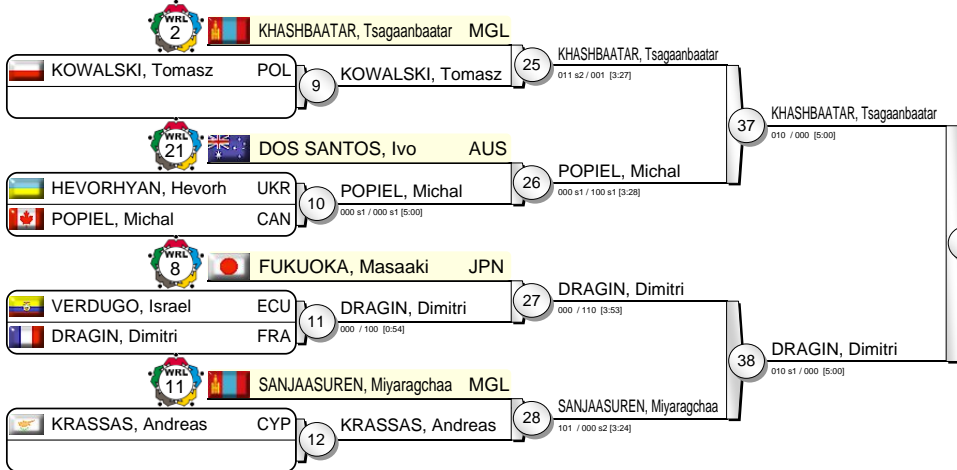 WRL
2
KHASHBAATAR, Tsagaanbaatar MGL
KOWALSKI, Tomasz POL
9
KOWALSKI, Tomasz
25
KHASHBAATAR, Tsagaanbaatar
011 s2 / 001 [3:27]
WRL
21
DOS SANTOS, Ivo AUS
HEVORHYAN, Hevorh UKR
POPIEL, Michal CAN
10
POPIEL, Michal
000 s1 / 000 s1 [5:00]
26
POPIEL, Michal
000 s1 / 100 s1 [3:28]
37
KHASHBAATAR, Tsagaanbaatar
010 / 000 [5:00]
WRL
8
FUKUOKA, Masaaki JPN
VERDUGO, Israel ECU
DRAGIN, Dimitri FRA
11
DRAGIN, Dimitri
000 / 100 [0:54]
27
DRAGIN, Dimitri
000 / 110 [3:53]
WRL
11
SANJAASUREN, Miyaragchaa MGL
KRASSAS, Andreas CYP
12
KRASSAS, Andreas
28
SANJAASUREN, Miyaragchaa
101 / 000 s2 [3:24]
38
DRAGIN, Dimitri
010 s1 / 000 [5:00]